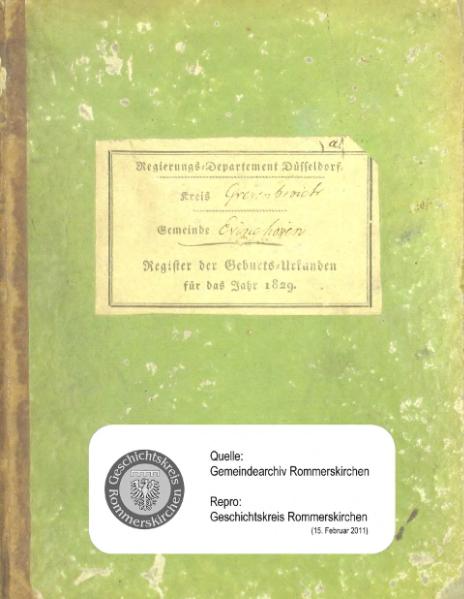 a
Regierungs-Departement Düsseldorf.
Kreis Grevenbroich
Gemeinde Evinghoven
Register der Geburts-Urkunden
für das Jahr 1829.
Geschichtskreis
Rommerskirchen
Quelle:
Gemeindearchiv Rommerskirchen
Repro:
Geschichtskreis Rommerskirchen
(15. Februar 2011)